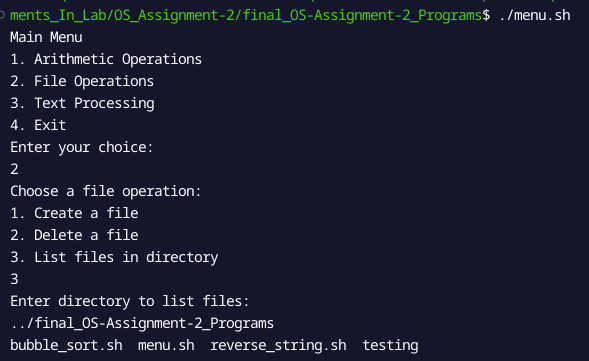 ments_In_Lab/OS_Assignment-2/final_OS-Assignment-2_Programs$ ./menu.sh
Main Menu
1. Arithmetic Operations
2. File Operations
3. Text Processing
4. Exit
Enter your choice:
2
Choose a file operation:
1. Create a file
2. Delete a file
3. List files in directory
3
Enter directory to list files:
../final_OS-Assignment-2_Programs
bubble_sort.sh  menu.sh  reverse_string.sh  testing